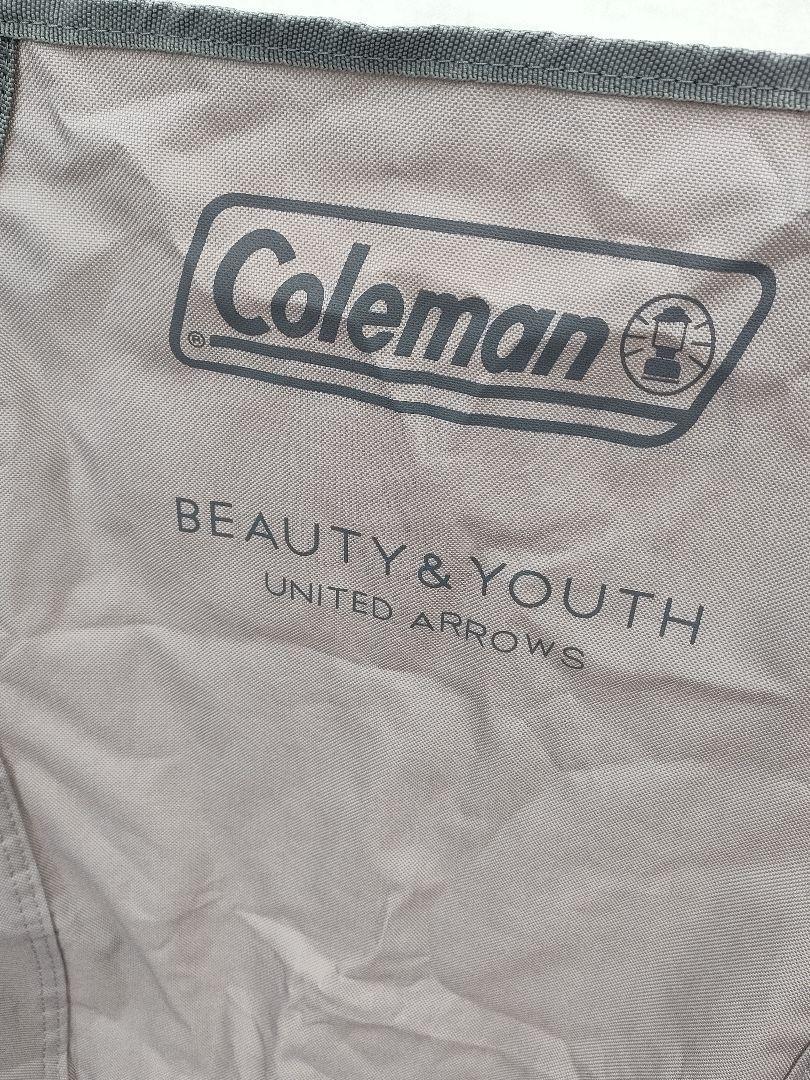 Coleman
®
BEAUTY & YOUTH
UNITED ARROWS